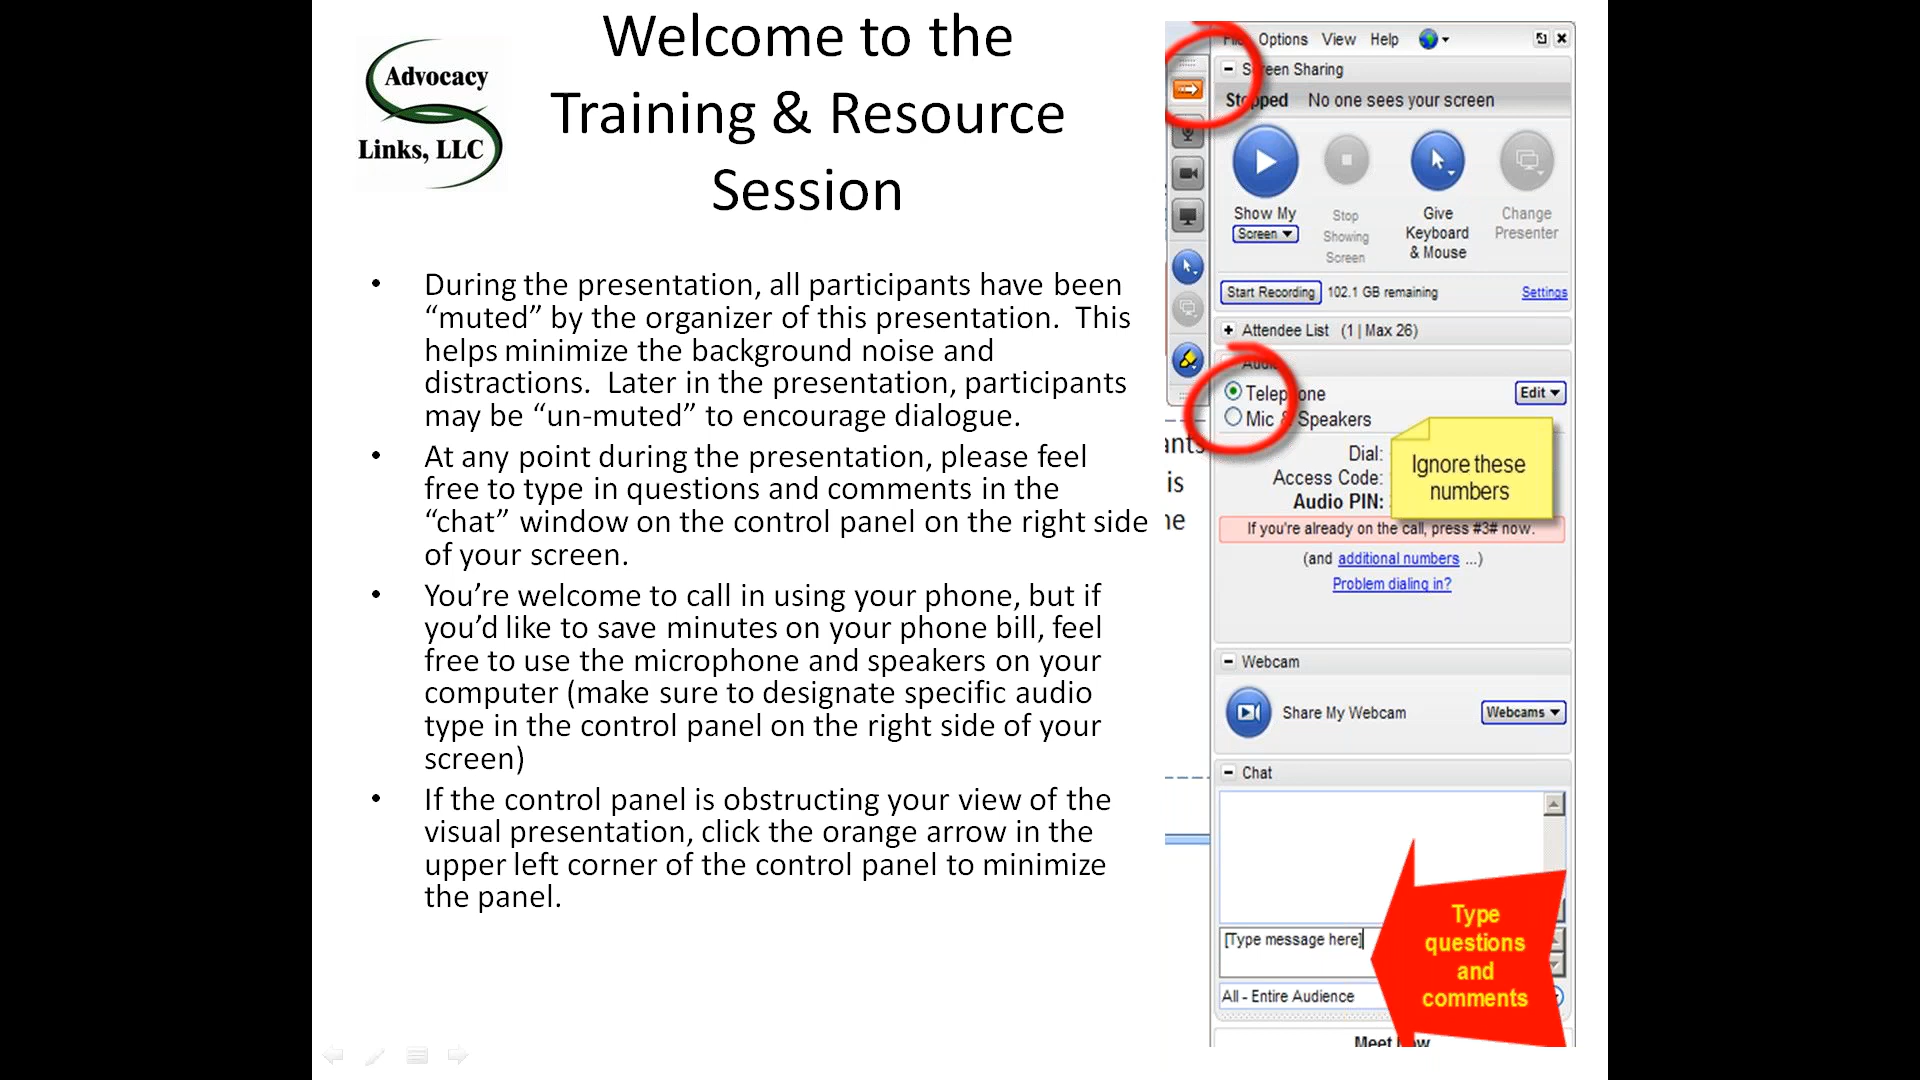 Advocacy
Links, LLC
Welcome to the
Training & Resource
Session
• During the presentation, all participants have been
“muted” by the organizer of this presentation.  This
helps minimize the background noise and
distractions.  Later in the presentation, participants
may be “un-muted” to encourage dialogue.
• At any point during the presentation, please feel
free to type in questions and comments in the
“chat” window on the control panel on the right side
of your screen.
• You’re welcome to call in using your phone, but if
you’d like to save minutes on your phone bill, feel
free to use the microphone and speakers on your
computer (make sure to designate specific audio
type in the control panel on the right side of your
screen)
• If the control panel is obstructing your view of the
visual presentation, click the orange arrow in the
upper left corner of the control panel to minimize
the panel.
File Options View Help
Screen Sharing
Stopped No one sees your screen
Show My
Screen
Stop
Showing
Screen
Give
Keyboard
& Mouse
Change
Presenter
Start Recording 102.1 GB remaining Settings
Attendee List (1 | Max 26)
Audio
Telephone
Edit
Mic & Speakers
Dial:
Access Code:
Audio PIN:
Ignore these
numbers
If you're already on the call, press #3# now.
(and additional numbers ...)
Problem dialing in?
ants
is
he
Webcam
Share My Webcam
Webcams
Chat
[Type message here]
All - Entire Audience
Type
questions
and
comments
Meet Now